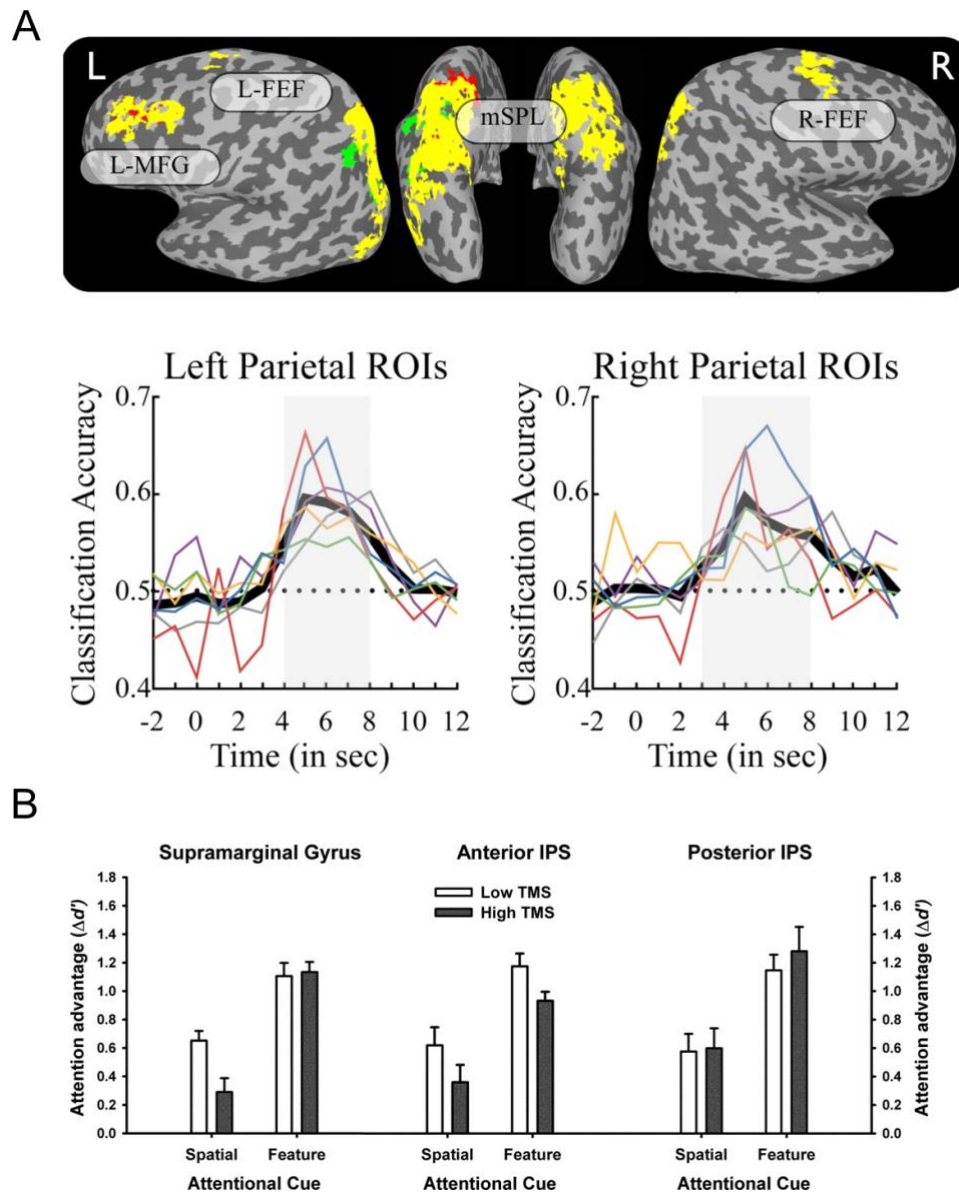 A
L
R
L-FEF
mSPL
R-FEF
L-MFG
Left Parietal ROIs
Right Parietal ROIs
0.7
0.6
0.5
0.4
Classification Accuracy
-2 0 2 4 6 8 10 12
Time (in sec)
0.7
0.6
0.5
0.4
Classification Accuracy
-2 0 2 4 6 8 10 12
Time (in sec)
B
Supramarginal Gyrus
Anterior IPS
Posterior IPS
Low TMS
High TMS
Attention advantage (Δd')
1.8
1.6
1.4
1.2
1.0
0.8
0.6
0.4
0.2
0.0
1.8
1.6
1.4
1.2
1.0
0.8
0.6
0.4
0.2
0.0
Attention advantage (Δd')
Spatial Feature
Spatial Feature
Spatial Feature
Attentional Cue
Attentional Cue
Attentional Cue